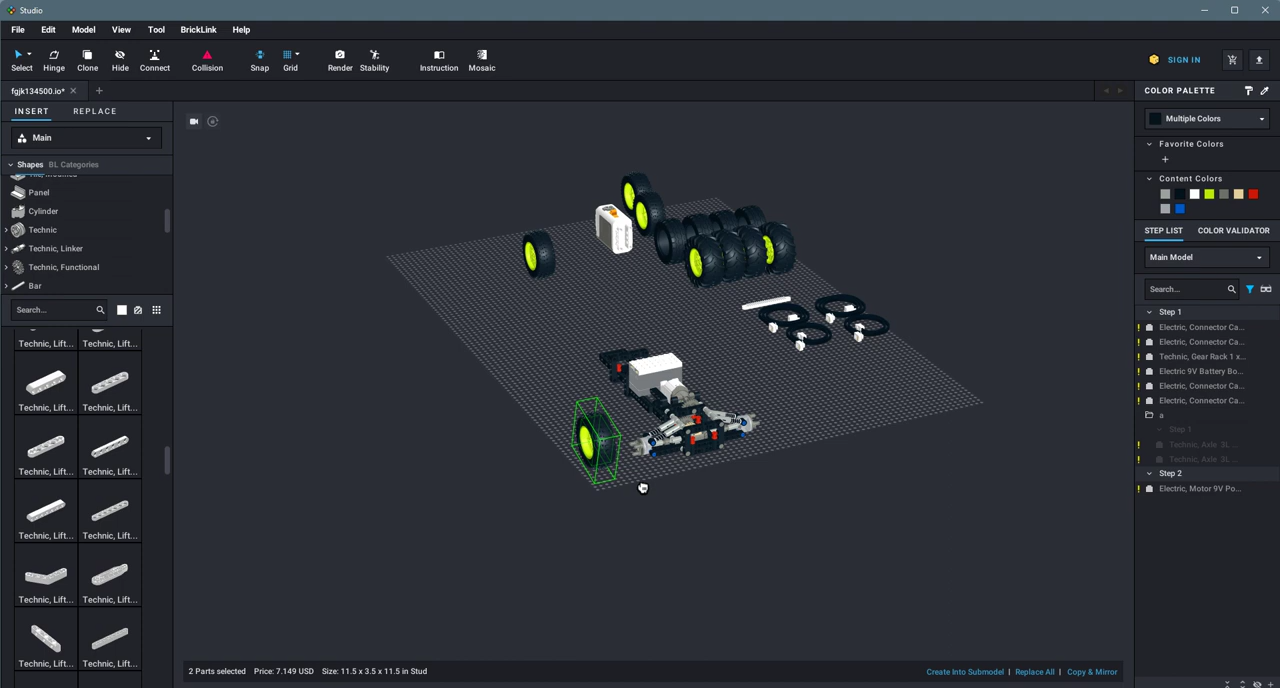 Studio
File Edit Model View Tool BrickLink Help
Select Hinge Clone Hide Connect Collision Snap Grid Render Stability Instruction Mosaic SIGN IN
fgjk134500.io*
INSERT REPLACE
Main
Shapes BL Categories
Tile, Modified
Panel
Cylinder
Technic
Technic, Linker
Technic, Functional
Bar
Search...
Technic, Lift... Technic, Lift...
Technic, Lift... Technic, Lift...
Technic, Lift... Technic, Lift...
Technic, Lift... Technic, Lift...
Technic, Lift... Technic, Lift...
Technic, Lift... Technic, Lift...
2 Parts selected Price: 7.149 USD Size: 11.5 x 3.5 x 11.5 in Stud
Create Into Submodel | Replace All | Copy & Mirror
COLOR PALETTE
Multiple Colors
Favorite Colors
Content Colors
STEP LIST COLOR VALIDATOR
Main Model
Search...
Step 1
Electric, Connector Ca...
Electric, Connector Ca...
Technic, Gear Rack 1 x...
Electric 9V Battery Bo...
Electric, Connector Ca...
Electric, Connector Ca...
a
Step 1
Technic, Axle 3L ...
Technic, Axle 3L ...
Step 2
Electric, Motor 9V Po...